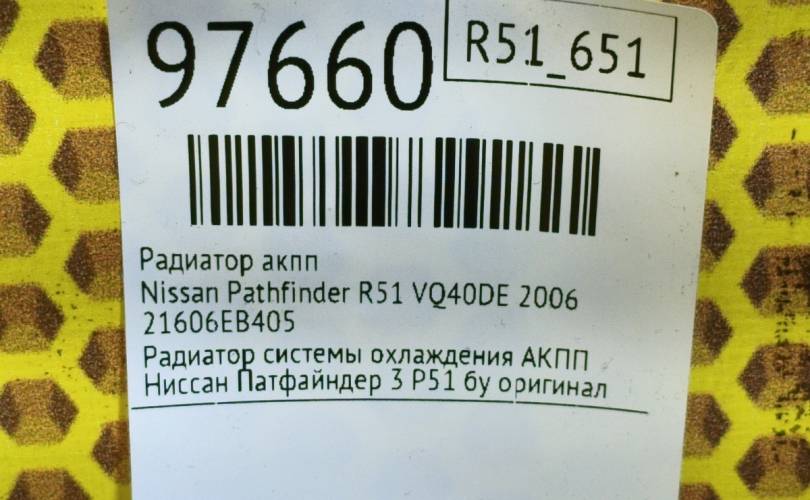 97660
R51_651
Радиатор акпп
Nissan Pathfinder R51 VQ40DE 2006
21606EB405
Радиатор системы охлаждения АКПП
Ниссан Патфайндер 3 Р51 бу оригинал